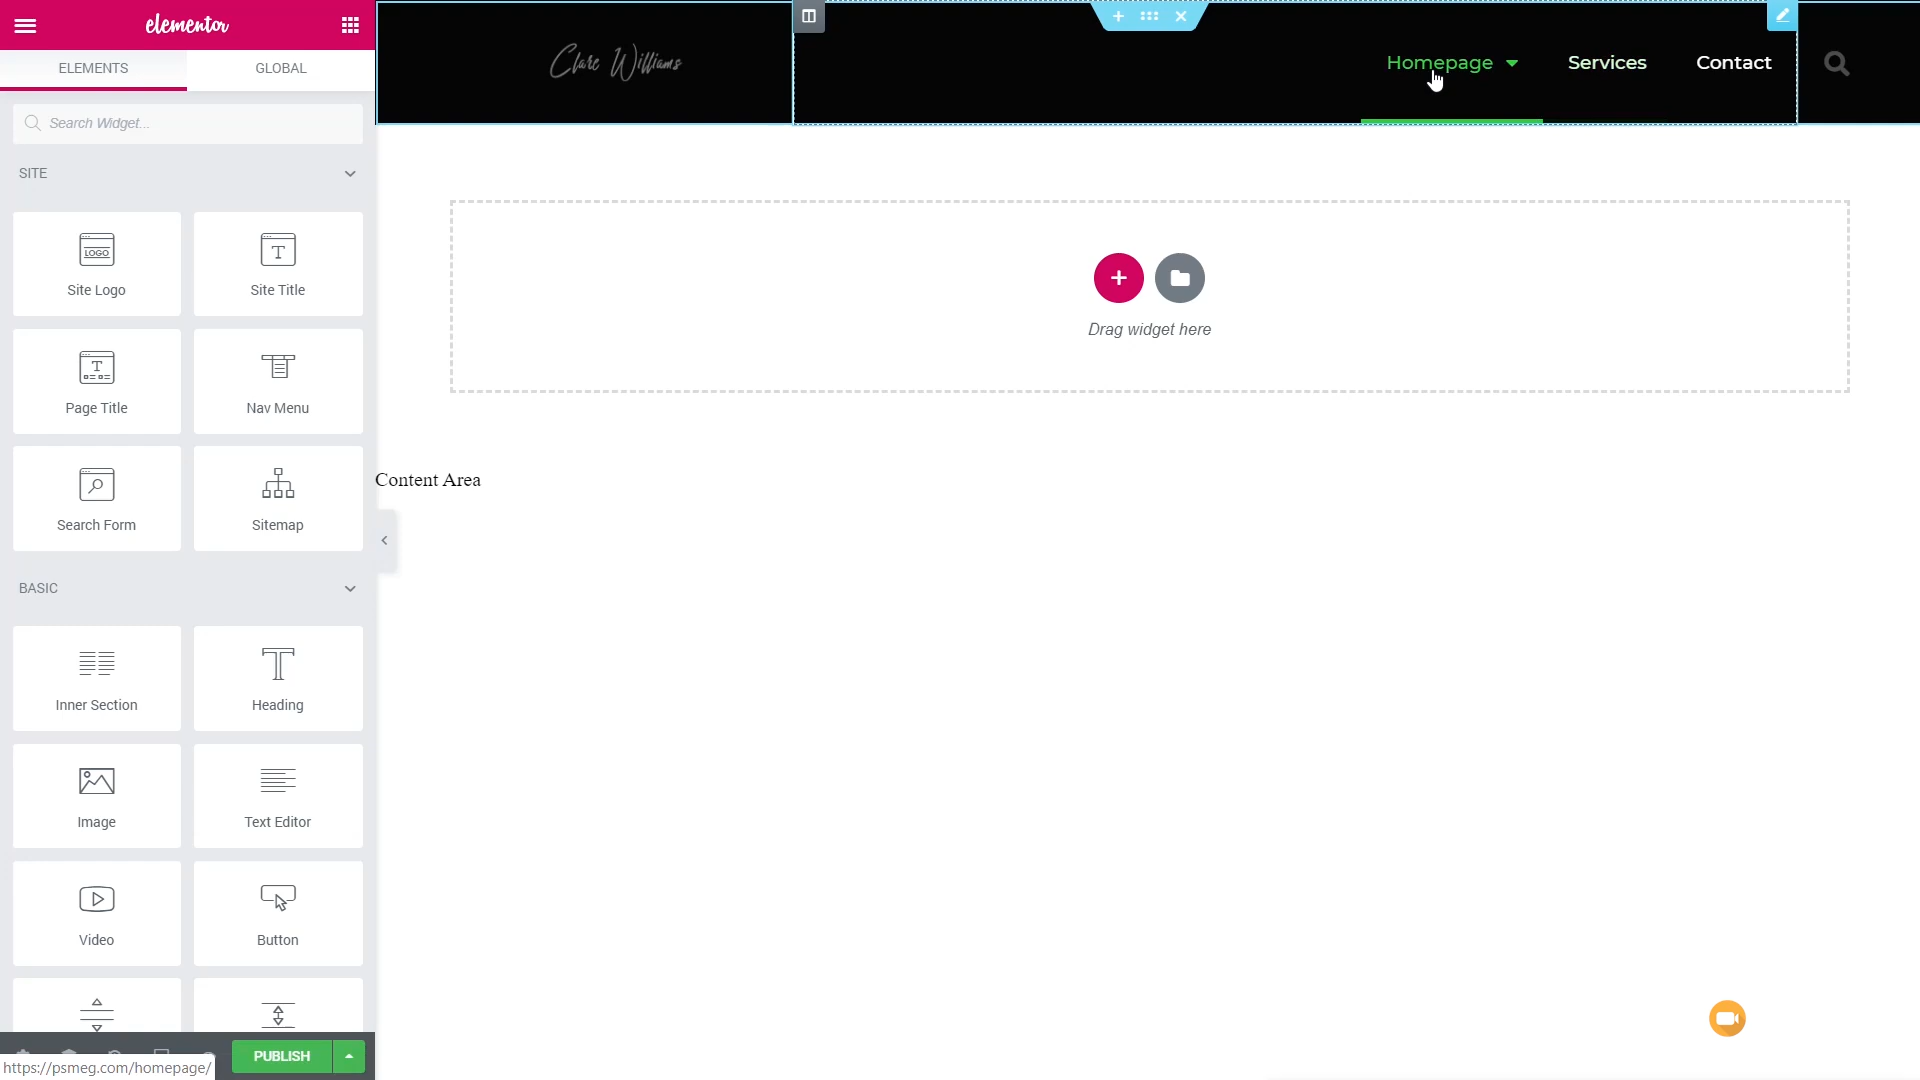 elementor
ELEMENTS
GLOBAL
Search Widget...
SITE
LOGO
Site Logo
T
Site Title
T
Page Title
Nav Menu
Search Form
Sitemap
BASIC
Inner Section
T
Heading
Image
Text Editor
Video
Button
PUBLISH
https://psmeg.com/homepage/
Clare Williams
Homepage
Services
Contact
Drag widget here
Content Area